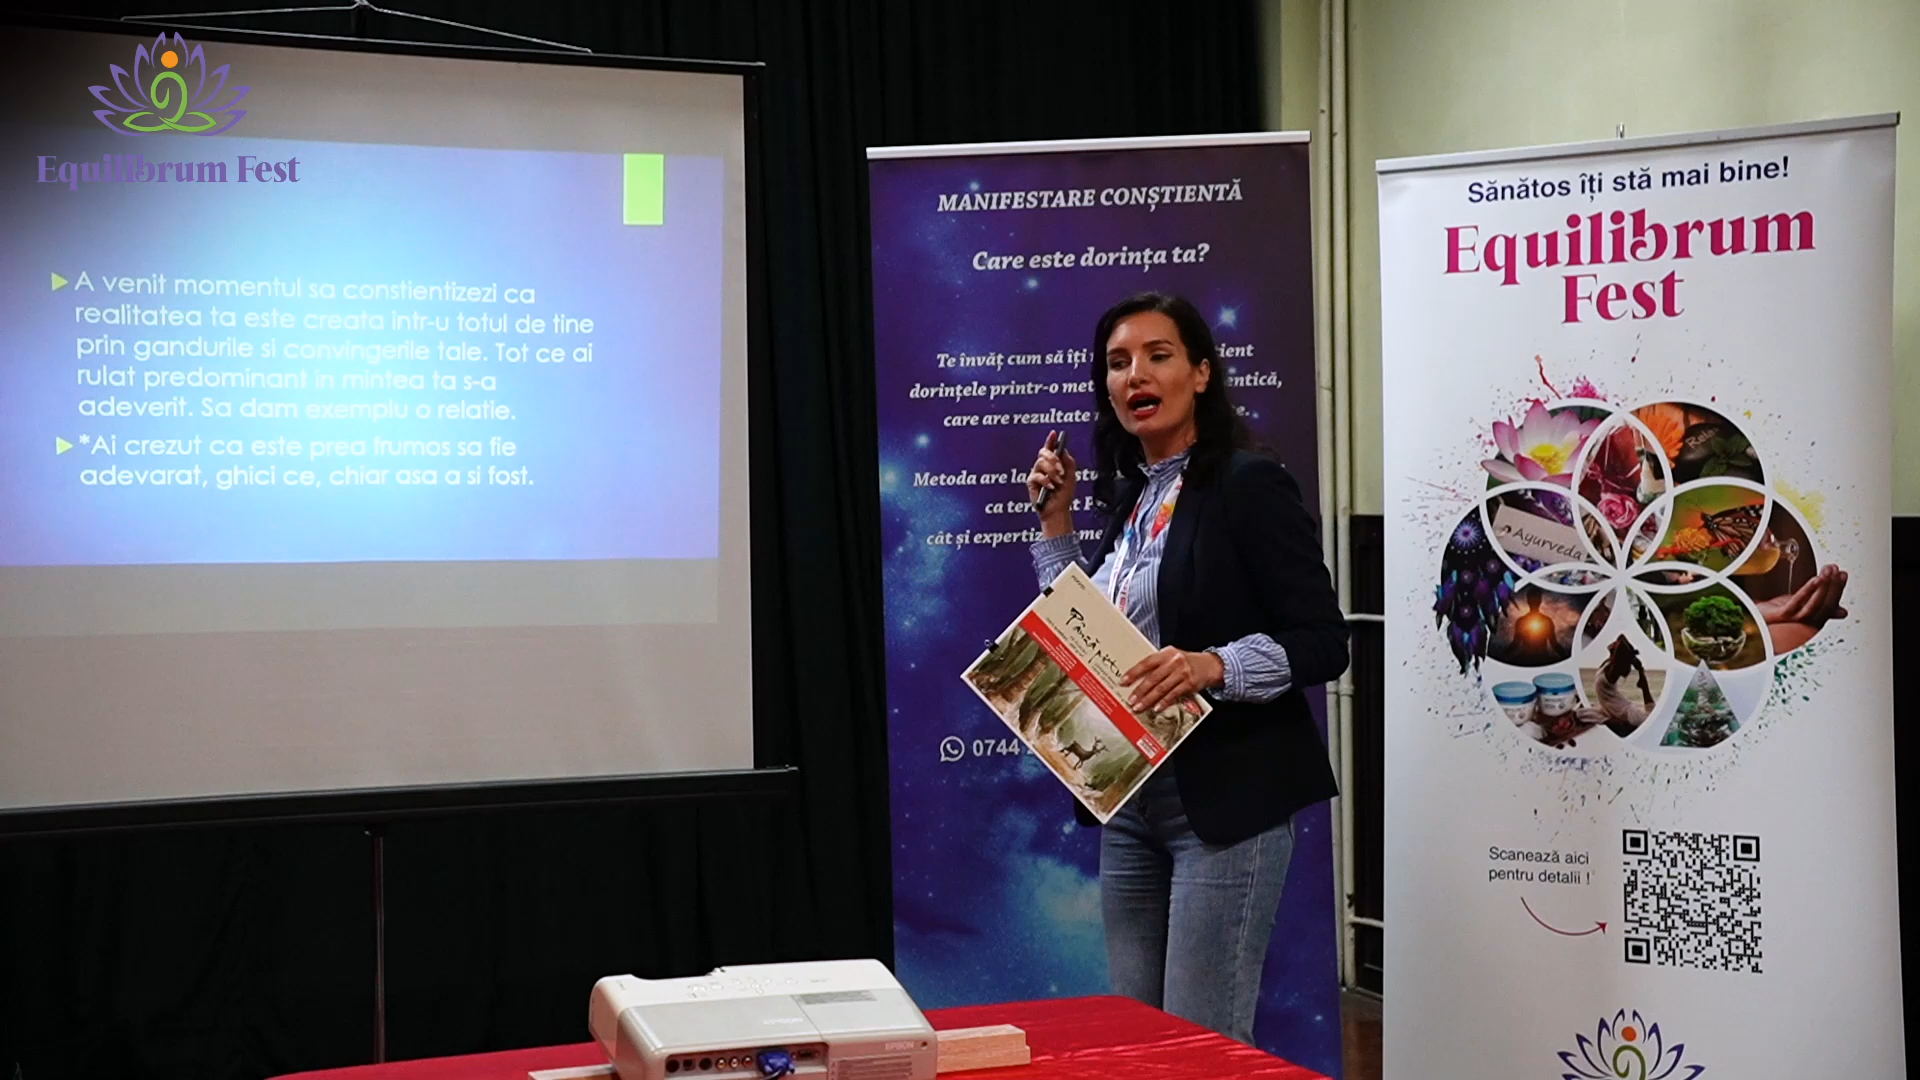 Equilibrum Fest
A venit momentul sa constientizezi ca
realitatea ta este creata intr-u totul de tine
prin gandurile si convingerile tale. Tot ce ai
rulat predominant in mintea ta s-a
adeverit. Sa dam exemplu o relatie.
*Ai crezut ca este prea frumos sa fie
adevarat, ghici ce, chiar asa a si fost.
MANIFESTARE CONȘTIENTĂ
Care este dorința ta?
Te învăț cum să îți
dorințele printr-o
care are rezultate
Metoda are la
ca
cât și
0744
Pânză
Sănătos îți stă mai bine!
Equilibrum
Fest
Relax
Ayurveda
Scanează aici
pentru detalii !
EPSON